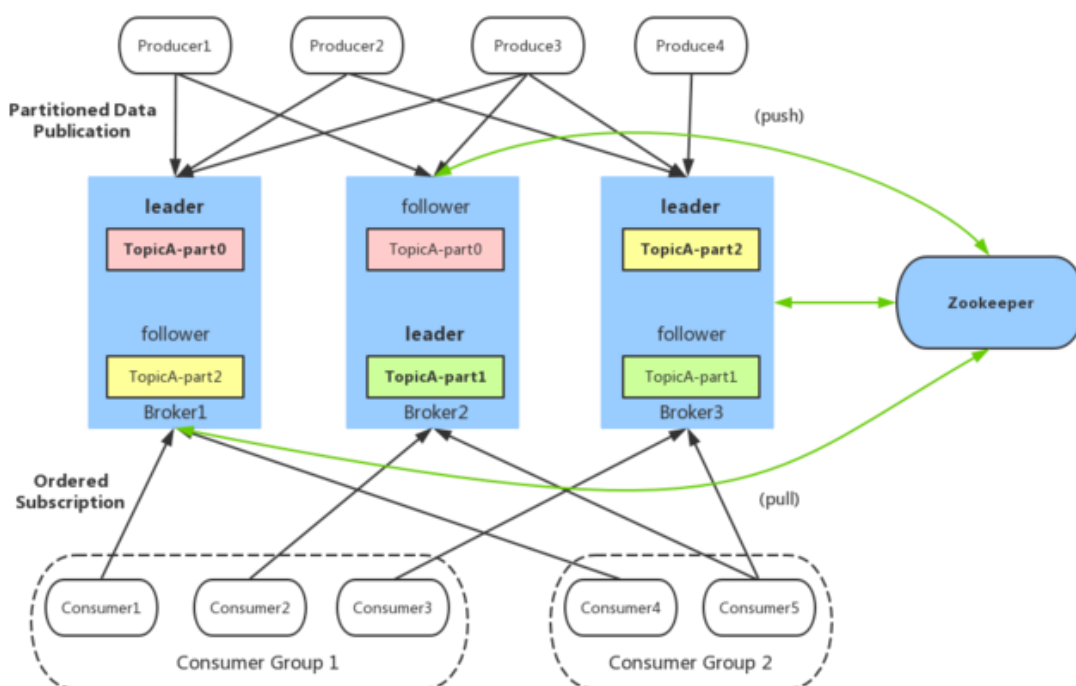 Producer1
Producer2
Produce3
Produce4
Partitioned Data
Publication
(push)
leader
follower
leader
TopicA-part0
TopicA-part0
TopicA-part2
Zookeeper
follower
leader
follower
TopicA-part2
TopicA-part1
TopicA-part1
Broker1
Broker2
Broker3
Ordered
Subscription
(pull)
Consumer1
Consumer2
Consumer3
Consumer4
Consumer5
Consumer Group 1
Consumer Group 2